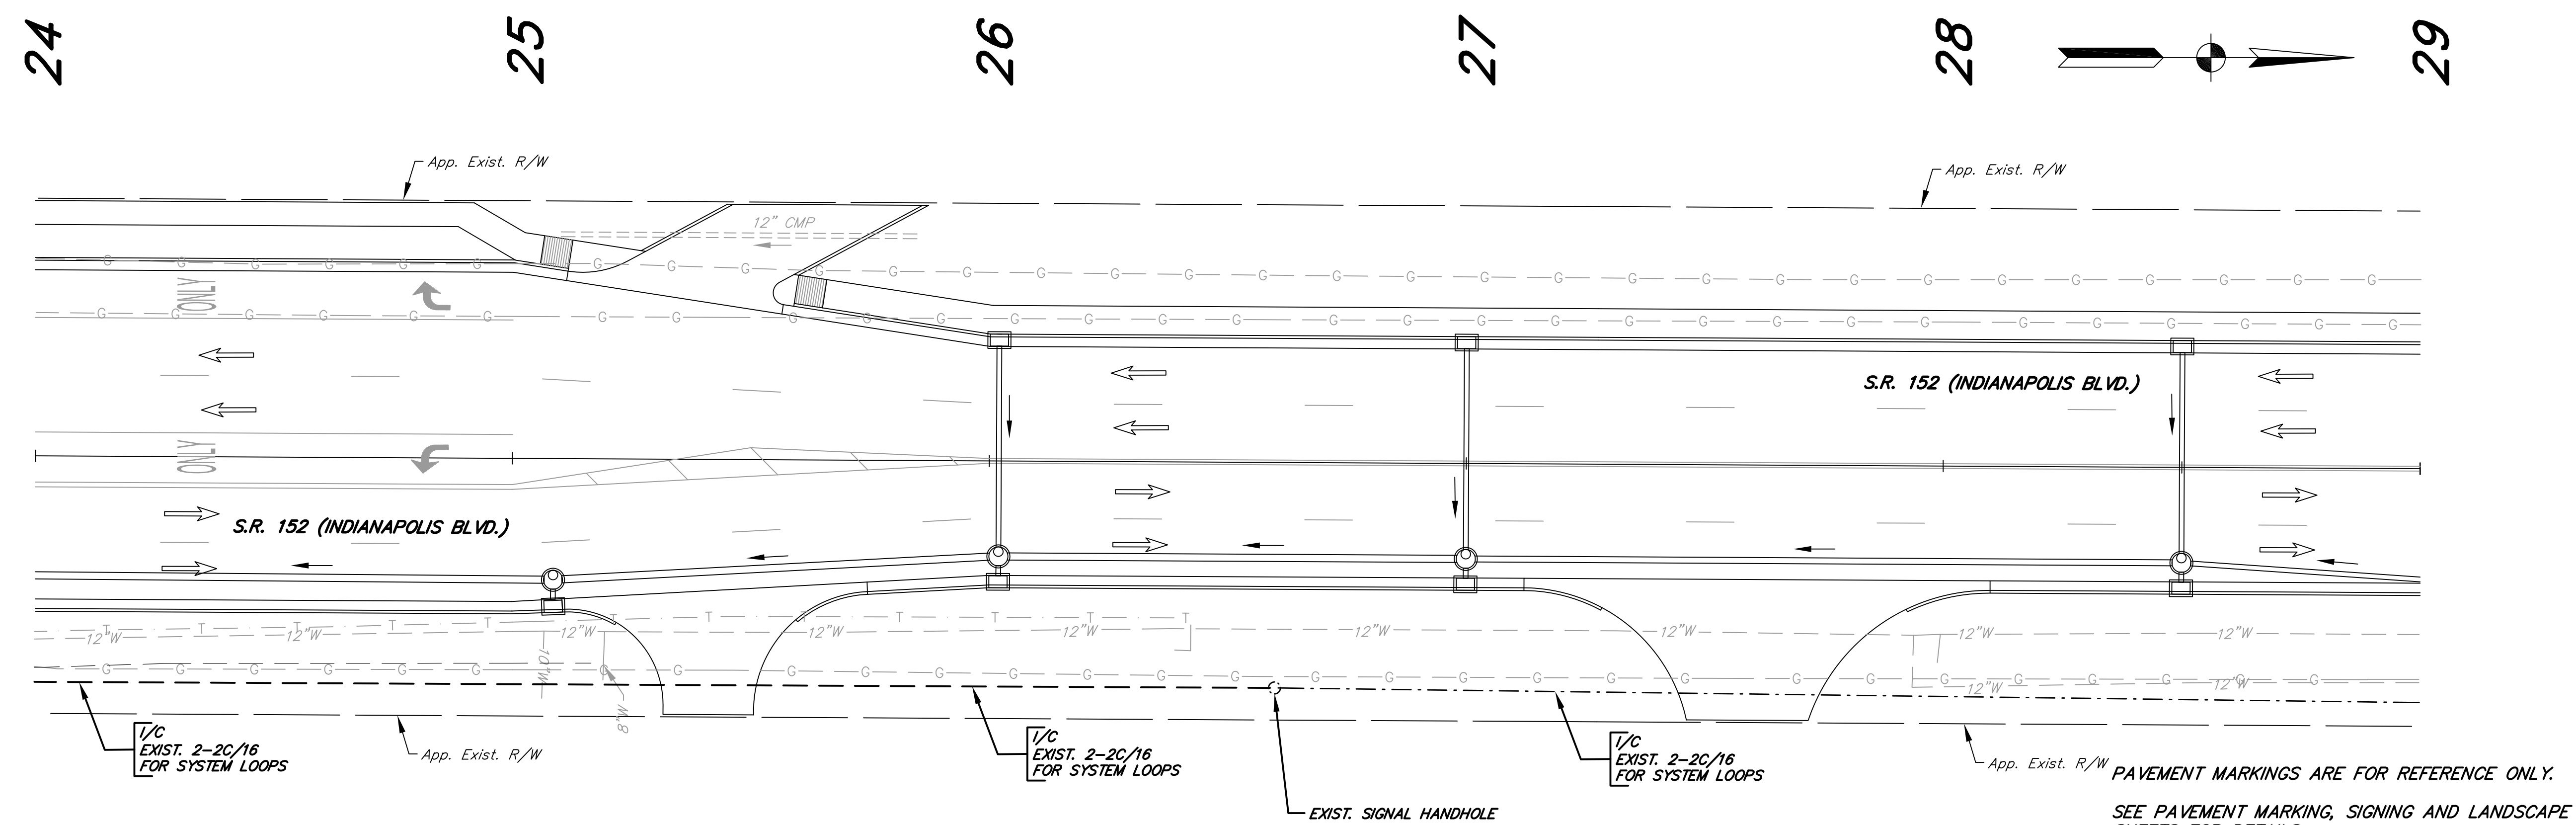 24
25
26
27
28
29
App. Exist. R/W
App. Exist. R/W
12" CMP
G G G G G G G G G G G G G G G G G G G G G G G G G G G G G G
ONLY
G G G G G G G G G G G G G G G G G G G G G G G G G G G G G G
S.R. 152 (INDIANAPOLIS BLVD.)
ONLY
S.R. 152 (INDIANAPOLIS BLVD.)
T T T T T T T T T T T T
12"W 12"W 12"W 12"W 12"W 12"W 12"W 12"W 12"W
10"W
G G G G G G G G G G G G G G G G G G G G G G G G G G G G G G
12"W 12"W
8"W
I/C
EXIST. 2-2C/16
FOR SYSTEM LOOPS
App. Exist. R/W
I/C
EXIST. 2-2C/16
FOR SYSTEM LOOPS
EXIST. SIGNAL HANDHOLE
I/C
EXIST. 2-2C/16
FOR SYSTEM LOOPS
App. Exist. R/W
PAVEMENT MARKINGS ARE FOR REFERENCE ONLY.
SEE PAVEMENT MARKING, SIGNING AND LANDSCAPE